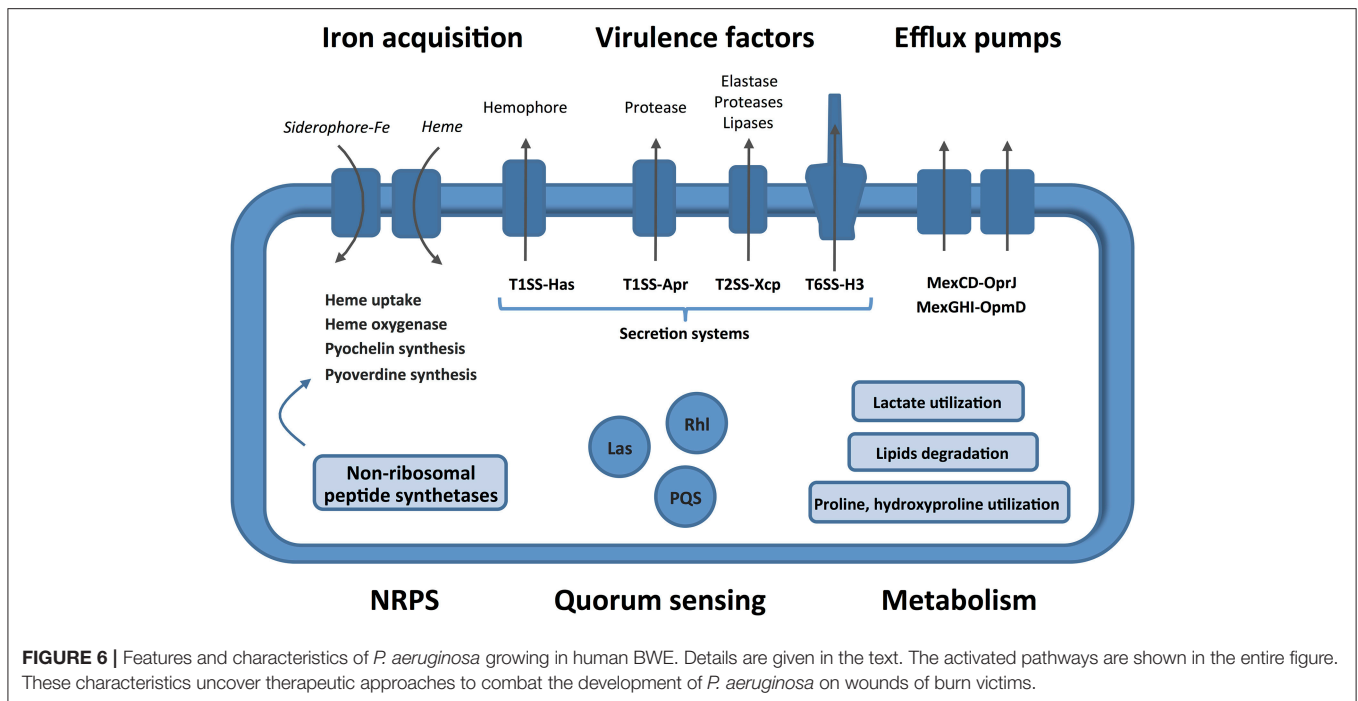 Iron acquisition
Virulence factors
Efflux pumps
Siderophore-Fe
Heme
Hemophore
Protease
Elastase
Proteases
Lipases
T1SS-Has
T1SS-Apr
T2SS-Xcp
T6SS-H3
Secretion systems
MexCD-OprJ
MexGHI-OpmD
Heme uptake
Heme oxygenase
Pyochelin synthesis
Pyoverdine synthesis
Non-ribosomal
peptide synthetases
Las
Rhl
PQS
Lactate utilization
Lipids degradation
Proline, hydroxyproline utilization
NRPS
Quorum sensing
Metabolism
FIGURE 6 | Features and characteristics of P. aeruginosa growing in human BWE. Details are given in the text. The activated pathways are shown in the entire figure.
These characteristics uncover therapeutic approaches to combat the development of P. aeruginosa on wounds of burn victims.